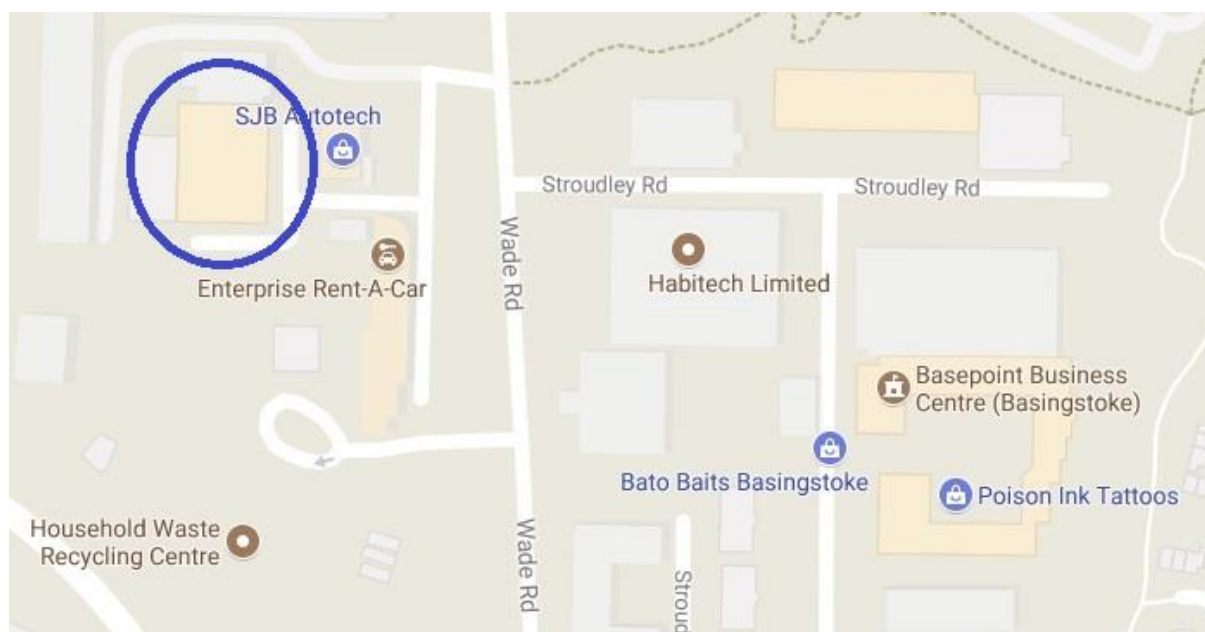 SJB Autotech
Stroudley Rd
Stroudley Rd
Wade Rd
Enterprise Rent-A-Car
Habitech Limited
Basepoint Business
Centre (Basingstoke)
Bato Baits Basingstoke
Poison Ink Tattoos
Household Waste
Recycling Centre
Wade Rd
Stroud